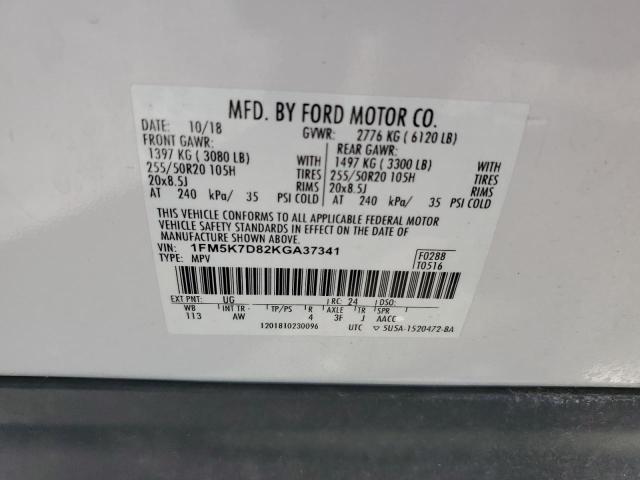 MFD. BY FORD MOTOR CO.
DATE: 10/18 GVWR: 2776 KG ( 6120 LB)
FRONT GAWR: REAR GAWR:
1397 KG ( 3080 LB) WITH 1497 KG ( 3300 LB) WITH
255/50R20 105H TIRES 255/50R20 105H TIRES
20x8.5J RIMS 20x8.5J RIMS
AT 240 kPa/ 35 PSI COLD AT 240 kPa/ 35 PSI COLD
THIS VEHICLE CONFORMS TO ALL APPLICABLE FEDERAL MOTOR
VEHICLE SAFETY STANDARDS IN EFFECT ON THE DATE OF
MANUFACTURE SHOWN ABOVE.
VIN: 1FM5K7D82KGA37341 F0288
TYPE: MPV T0516
EXT PNT: UG RC: 24
WB INT TR TP/PS R AXLE TR SPR
113 AW 4 3F J AACC
1201810230096 UTC ▽ 5U5A-1520472-BA